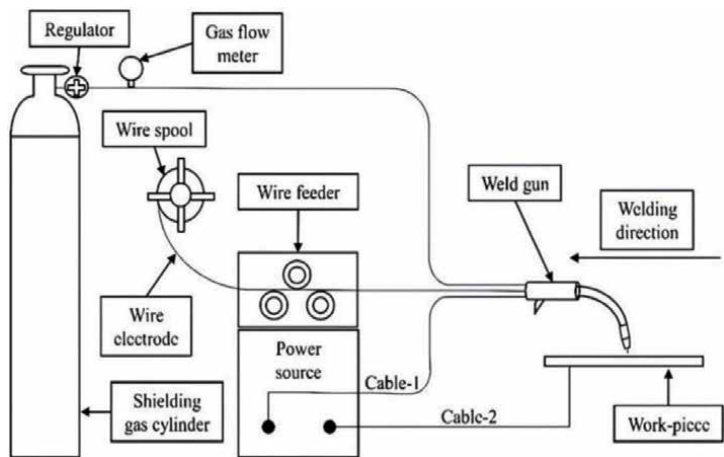 Regulator
Gas flow
meter
Wire spool
Wire feeder
Weld gun
Welding
direction
Wire
electrode
Power
source
Cable-1
Shielding
gas cylinder
Cable-2
Work-piece